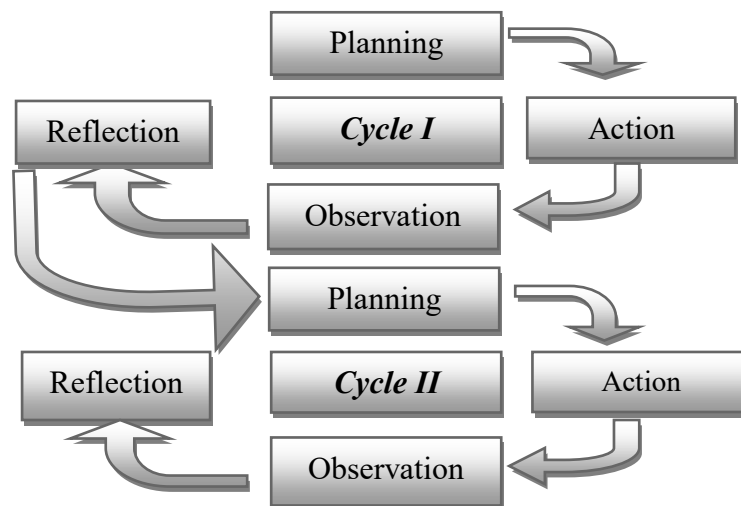 Planning
Reflection
Cycle I
Action
Observation
Planning
Reflection
Cycle II
Action
Observation